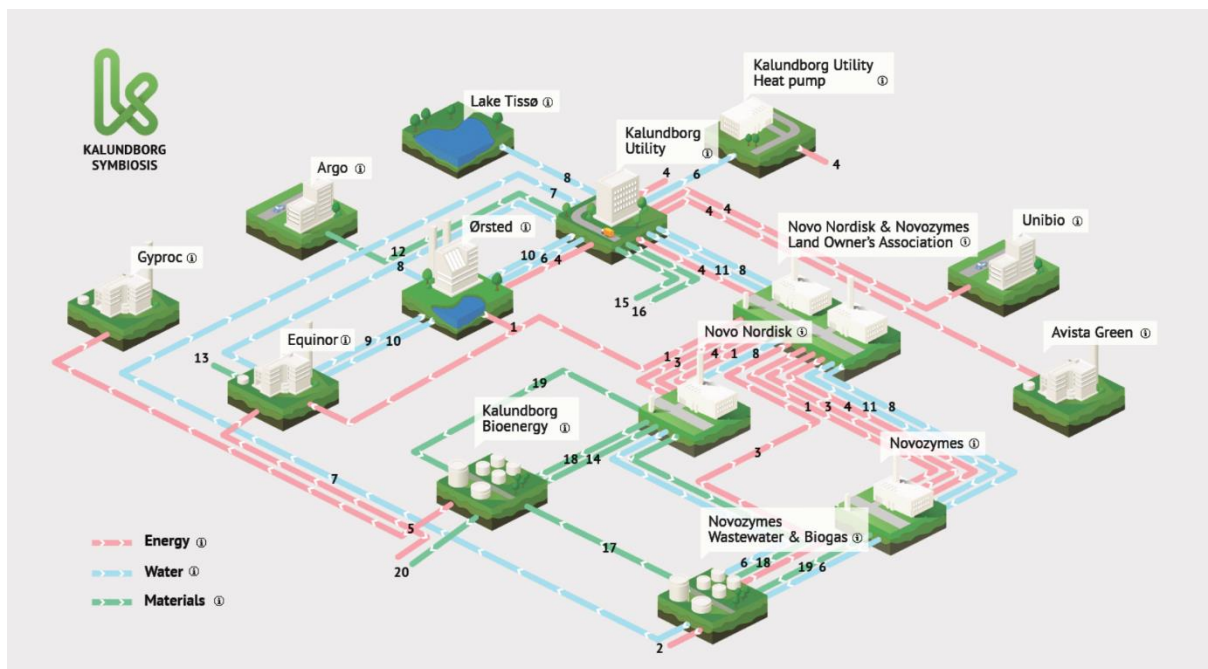 KALUNDBORG
SYMBIOSIS
Lake Tissø
Kalundborg Utility
Heat pump
Kalundborg
Utility
4
4
6
8
7
4
4
Argo
Ørsted
Novo Nordisk & Novozymes
Land Owner's Association
Unibio
12
8
10 6 4
4 11 8
Gyproc
15
16
Equinor
9 10
1
Novo Nordisk
1
3
4 1 8
Avista Green
13
19
Kalundborg
Bioenergy
1 3 4 11 8
18 14
3
Novozymes
7
5
20
17
Novozymes
Wastewater & Biogas
6 18
19 6
2
Energy
Water
Materials